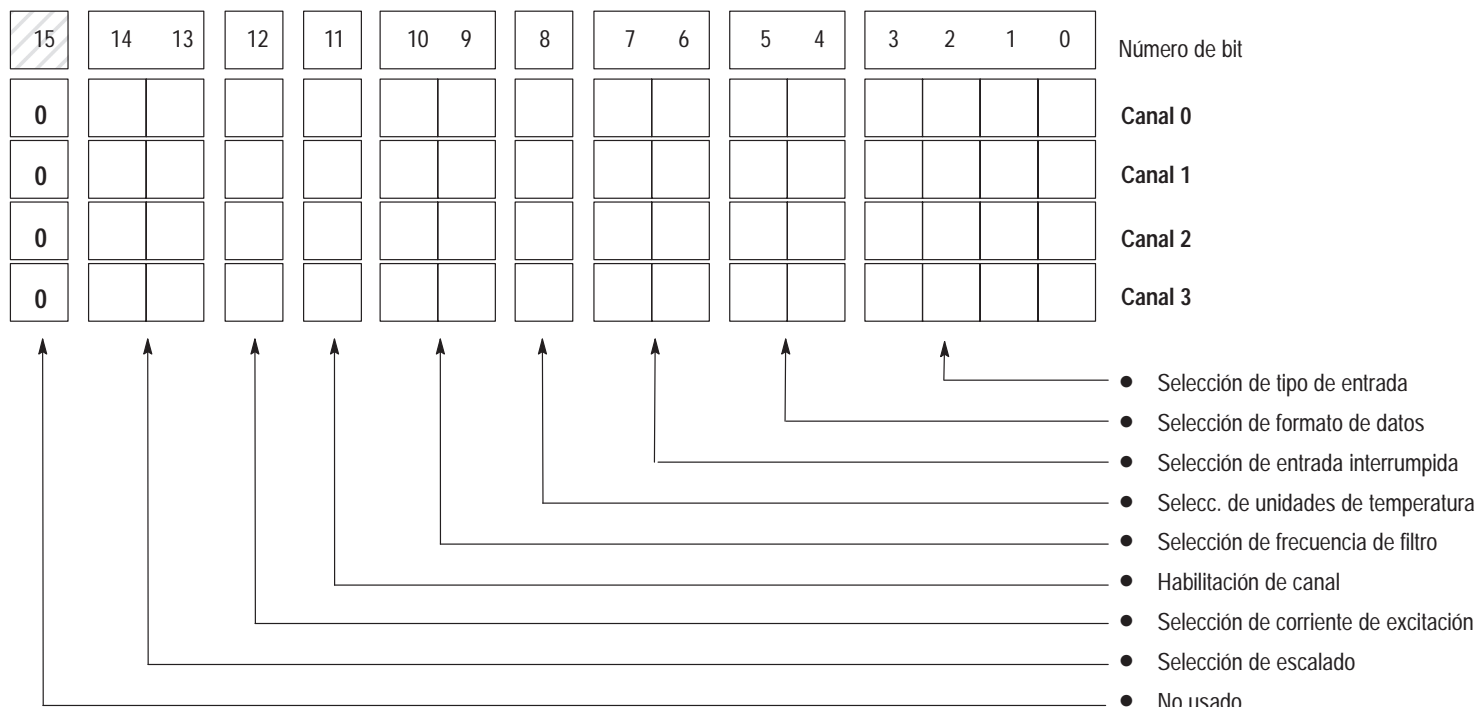 15 14 13 12 11 10 9 8 7 6 5 4 3 2 1 0 Número de bit
0 Canal 0
0 Canal 1
0 Canal 2
0 Canal 3
● Selección de tipo de entrada
● Selección de formato de datos
● Selección de entrada interrumpida
● Selecc. de unidades de temperatura
● Selección de frecuencia de filtro
● Habilitación de canal
● Selección de corriente de excitación
● Selección de escalado
● No usado